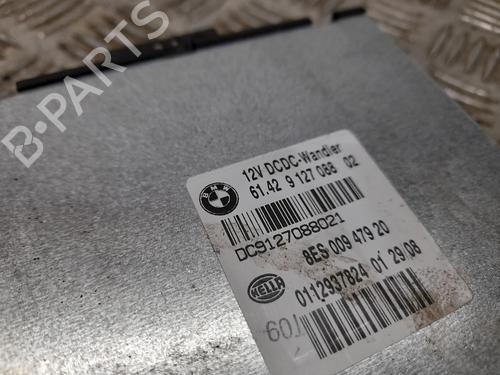 B-PARTS
12V DCDC-Wandler
61.42 9 127 088 02
BMW
DC9127088021
8ES 009 479 20
HELLA
0112937824 01 29 08